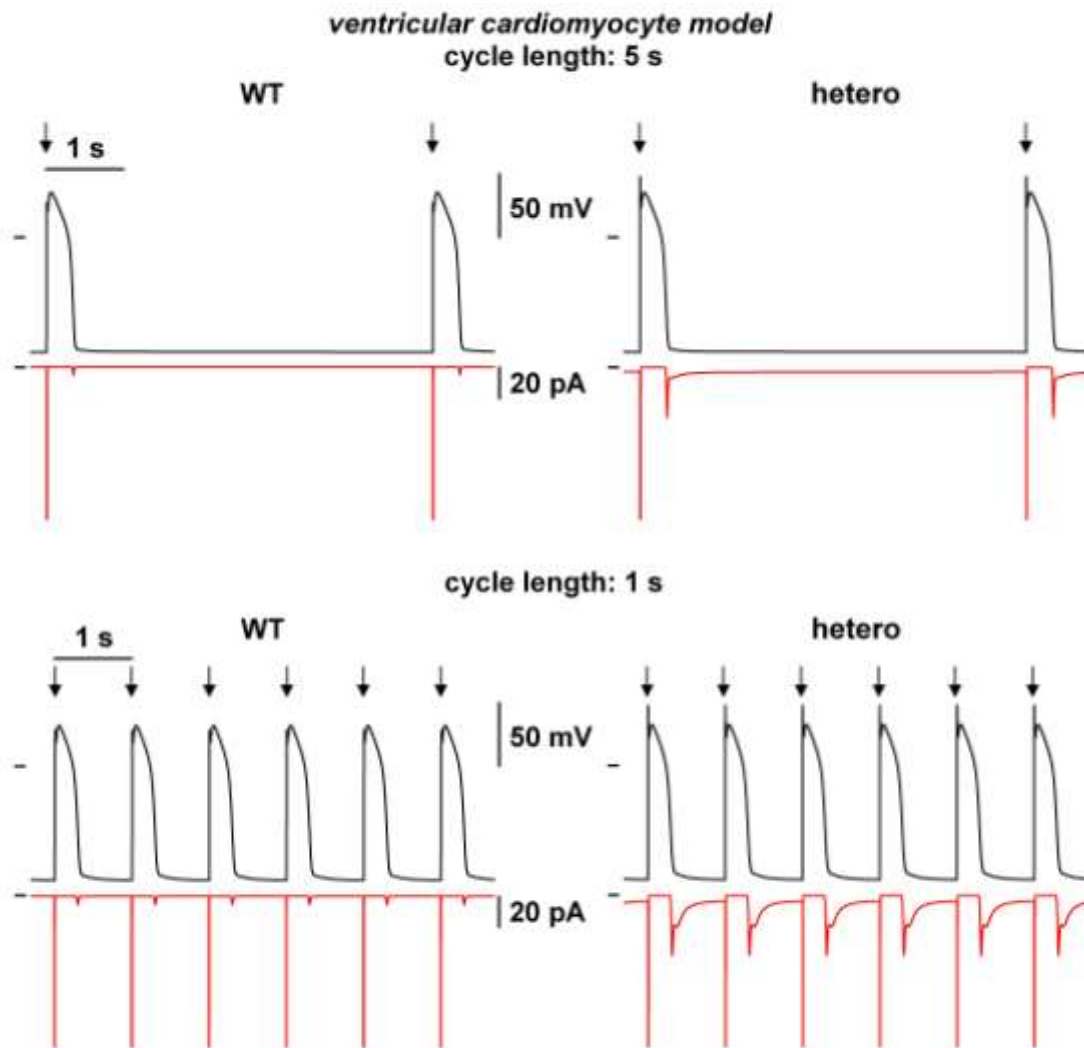 ventricular cardiomyocyte model
cycle length: 5 s
WT
hetero
1 s
50 mV
20 pA
cycle length: 1 s
WT
hetero
1 s
50 mV
20 pA